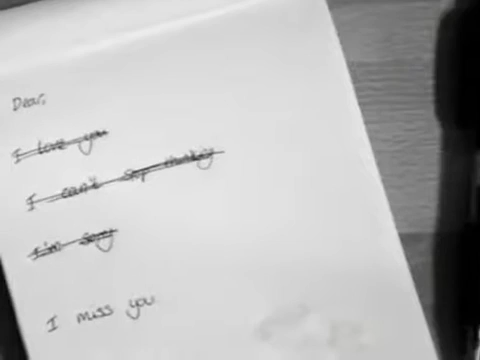 Dear,
I love you
I can't stop thinking
I'm sorry
I miss you